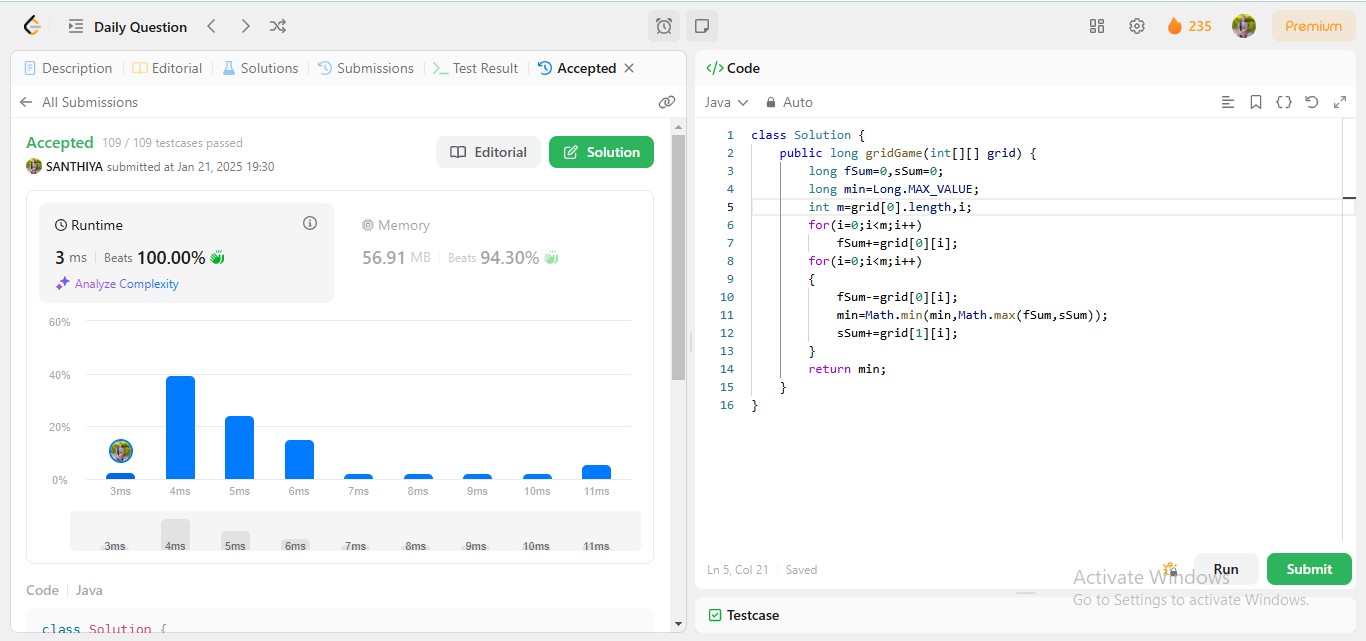 Daily Question
235
Premium
Description
Editorial
Solutions
Submissions
Test Result
Accepted
All Submissions
Accepted 109 / 109 testcases passed
SANTHIYA submitted at Jan 21, 2025 19:30
Editorial
Solution
Runtime
3 ms Beats 100.00%
Analyze Complexity
Memory
56.91 MB Beats 94.30%
60%
40%
20%
0%
3ms 4ms 5ms 6ms 7ms 8ms 9ms 10ms 11ms
3ms 4ms 5ms 6ms 7ms 8ms 9ms 10ms 11ms
Code Java
class Solution {
</> Code
Java Auto
1 class Solution {
2 public long gridGame(int[][] grid) {
3 long fSum=0,sSum=0;
4 long min=Long.MAX_VALUE;
5 int m=grid[0].length,i;
6 for(i=0;i<m;i++)
7 fSum+=grid[0][i];
8 for(i=0;i<m;i++)
9 {
10 fSum-=grid[0][i];
11 min=Math.min(min,Math.max(fSum,sSum));
12 sSum+=grid[1][i];
13 }
14 return min;
15 }
16 }
Ln 5, Col 21 Saved
Run
Submit
Activate Windows
Go to Settings to activate Windows.
Testcase